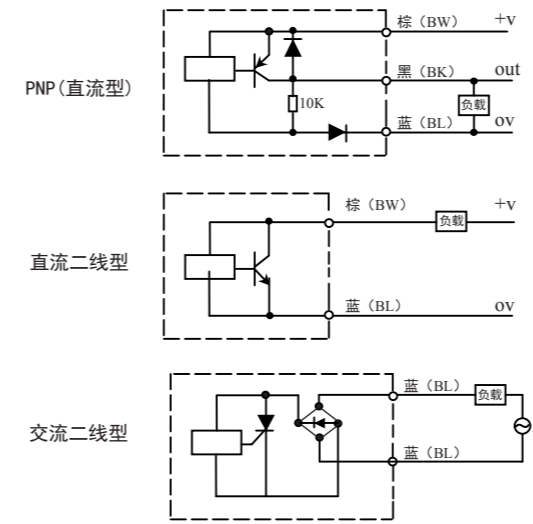 棕（BW） +v
PNP(直流型) 黑（BK） out
10K 负载
蓝（BL） ov
棕（BW） 负载 +v
直流二线型
蓝（BL） ov
蓝（BL） 负载
交流二线型
蓝（BL）